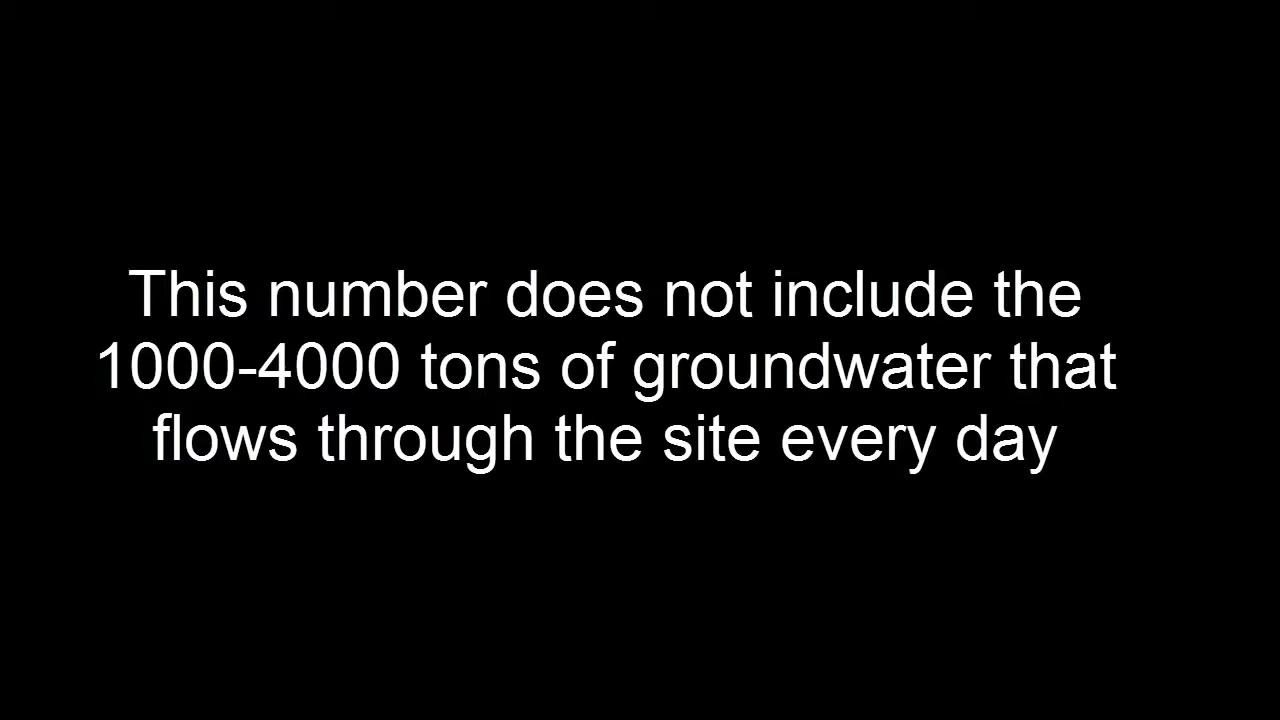 This number does not include the
1000-4000 tons of groundwater that
flows through the site every day